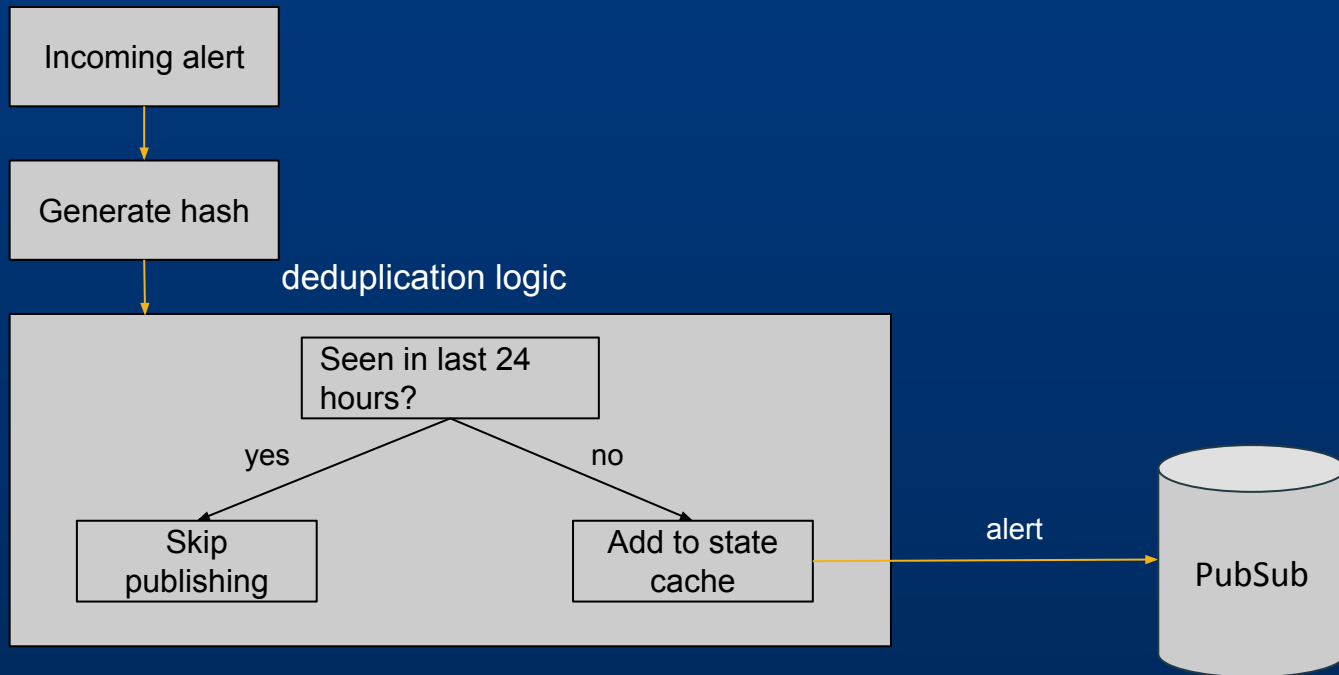 Incoming alert
Generate hash
deduplication logic
Seen in last 24
hours?
yes
no
Skip
publishing
Add to state
cache
alert
PubSub